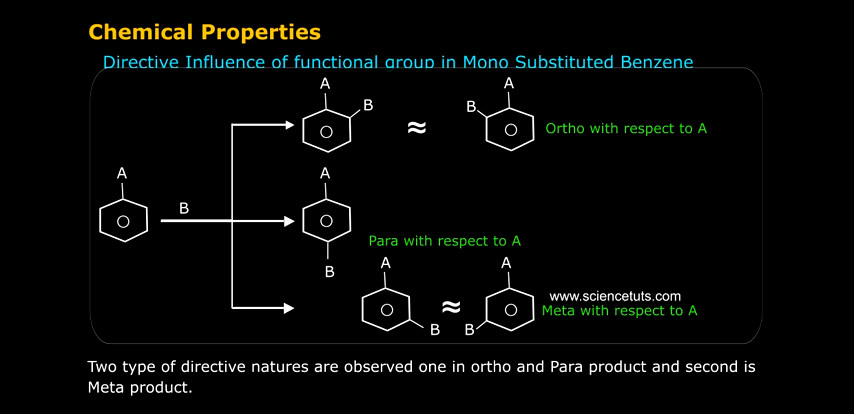 Chemical Properties
Directive Influence of functional group in Mono Substituted Benzene
A
B
A
B
Ortho with respect to A
A
B
A
B
Para with respect to A
A
B
A
B
www.sciencetuts.com
Meta with respect to A
Two type of directive natures are observed one in ortho and Para product and second is
Meta product.